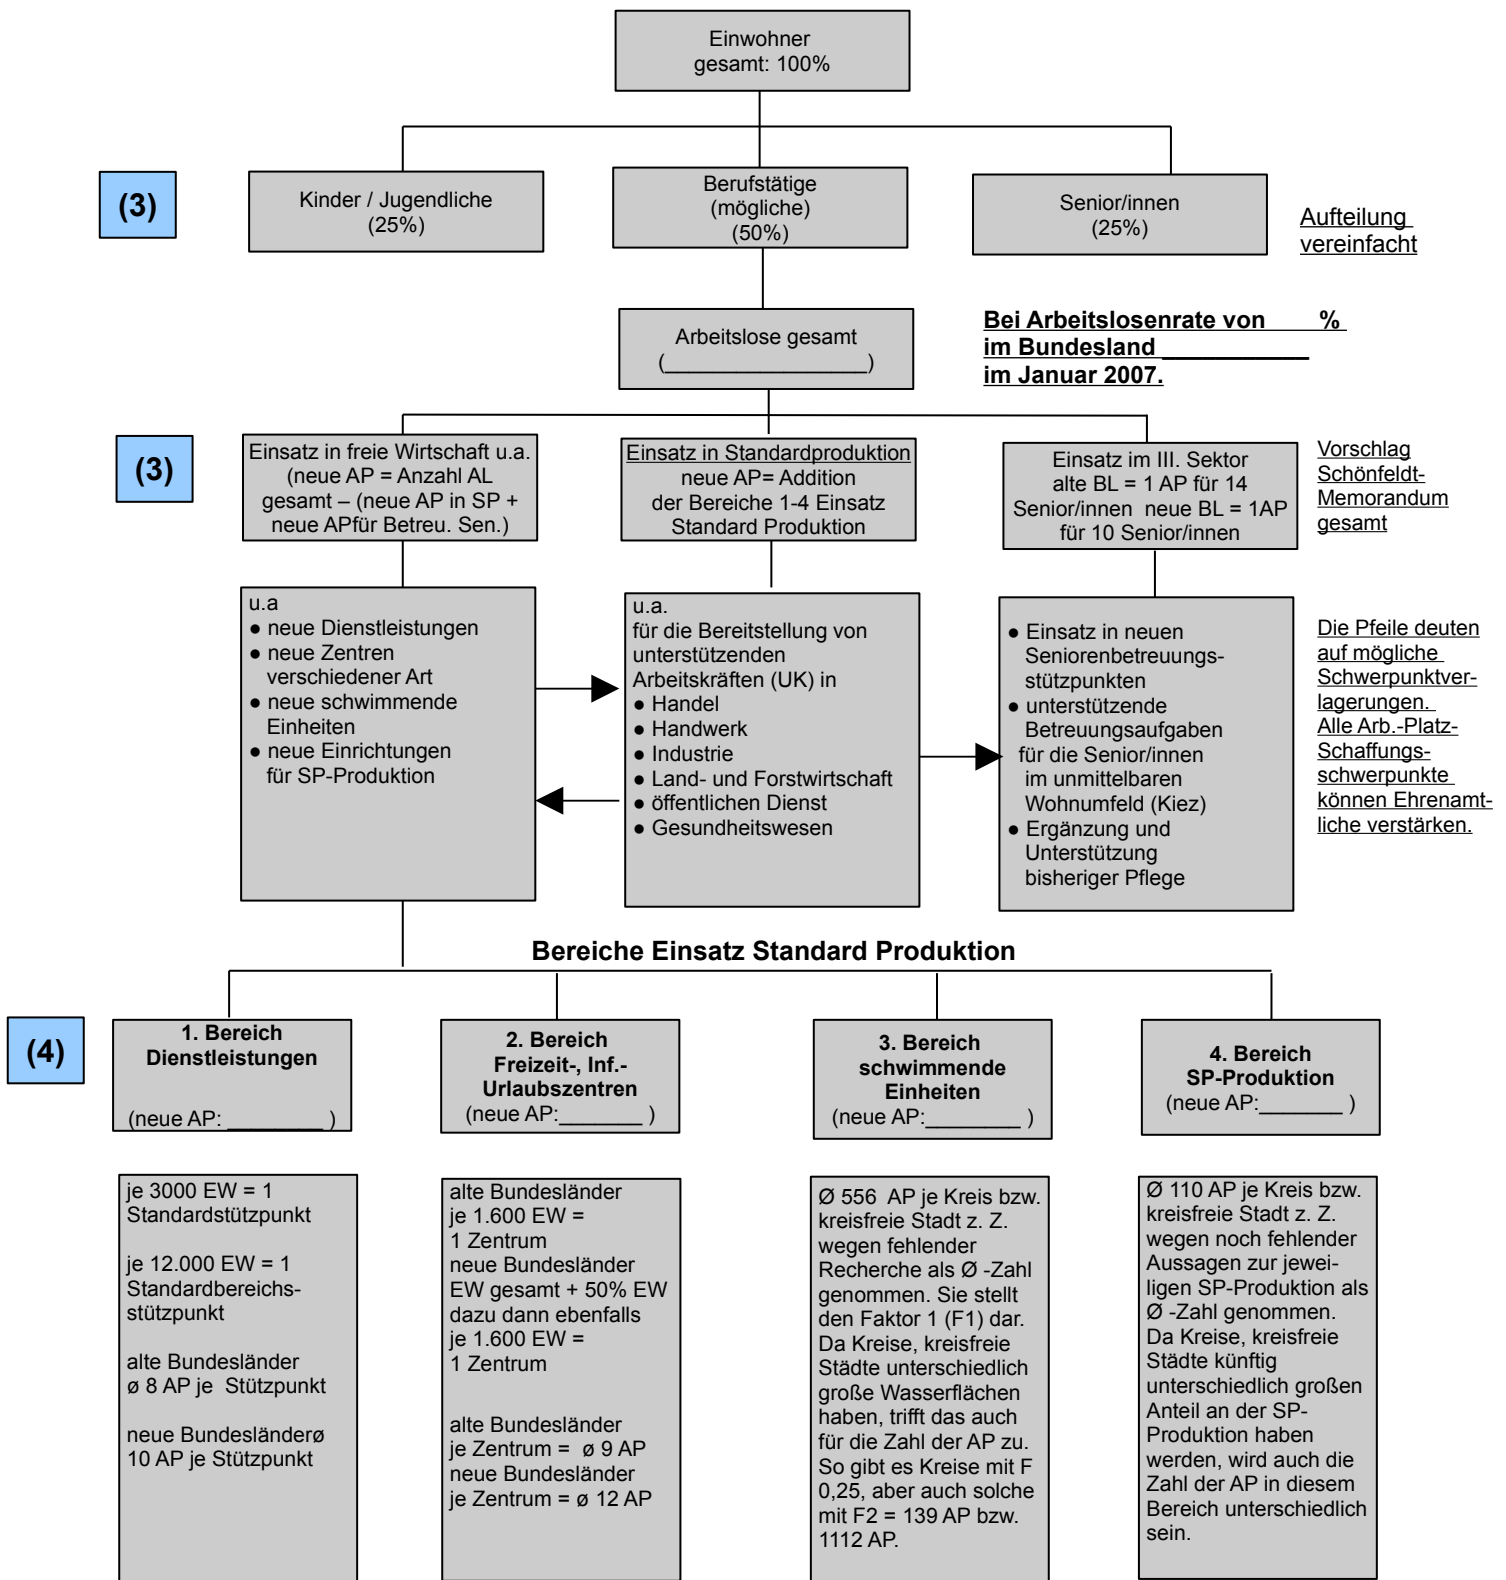 Einwohner
gesamt: 100%
(3)
Kinder / Jugendliche
(25%)
Berufstätige
(mögliche)
(50%)
Senior/innen
(25%)
Aufteilung
vereinfacht
Arbeitslose gesamt
(_________________)
Bei Arbeitslosenrate von ____%
im Bundesland ___________
im Januar 2007.
(3)
Einsatz in freie Wirtschaft u.a.
(neue AP = Anzahl AL
gesamt – (neue AP in SP +
neue APfür Betreu. Sen.)
Einsatz in Standardproduktion
neue AP= Addition
der Bereiche 1-4 Einsatz
Standard Produktion
Einsatz im III. Sektor
alte BL = 1 AP für 14
Senior/innen neue BL = 1AP
für 10 Senior/innen
Vorschlag
Schönfeldt-
Memorandum
gesamt
u.a
● neue Dienstleistungen
● neue Zentren
verschiedener Art
● neue schwimmende
Einheiten
● neue Einrichtungen
für SP-Produktion
u.a.
für die Bereitstellung von
unterstützenden
Arbeitskräften (UK) in
● Handel
● Handwerk
● Industrie
● Land- und Forstwirtschaft
● öffentlichen Dienst
● Gesundheitswesen
● Einsatz in neuen
Seniorenbetreuungs-
stützpunkten
● unterstützende
Betreuungsaufgaben
für die Senior/innen
im unmittelbaren
Wohnumfeld (Kiez)
● Ergänzung und
Unterstützung
bisheriger Pflege
Die Pfeile deuten
auf mögliche
Schwerpunktver-
lagerungen.
Alle Arb.-Platz-
Schaffungs-
schwerpunkte
können Ehrenamt-
liche verstärken.
Bereiche Einsatz Standard Produktion
(4)
1. Bereich
Dienstleistungen
(neue AP: ________ )
2. Bereich
Freizeit-, Inf.-
Urlaubszentren
(neue AP:_______ )
3. Bereich
schwimmende
Einheiten
(neue AP:________ )
4. Bereich
SP-Produktion
(neue AP:_______ )
je 3000 EW = 1
Standardstützpunkt
je 12.000 EW = 1
Standardbereichs-
stützpunkt
alte Bundesländer
ø 8 AP je Stützpunkt
neue Bundesländerø
10 AP je Stützpunkt
alte Bundesländer
je 1.600 EW =
1 Zentrum
neue Bundesländer
EW gesamt + 50% EW
dazu dann ebenfalls
je 1.600 EW =
1 Zentrum
alte Bundesländer
je Zentrum = ø 9 AP
neue Bundesländer
je Zentrum = ø 12 AP
Ø 556 AP je Kreis bzw.
kreisfreie Stadt z. Z.
wegen fehlender
Recherche als Ø -Zahl
genommen. Sie stellt
den Faktor 1 (F1) dar.
Da Kreise, kreisfreie
Städte unterschiedlich
große Wasserflächen
haben, trifft das auch
für die Zahl der AP zu.
So gibt es Kreise mit F
0,25, aber auch solche
mit F2 = 139 AP bzw.
1112 AP.
Ø 110 AP je Kreis bzw.
kreisfreie Stadt z. Z.
wegen noch fehlender
Aussagen zur jewei-
ligen SP-Produktion als
Ø -Zahl genommen.
Da Kreise, kreisfreie
Städte künftig
unterschiedlich großen
Anteil an der SP-
Produktion haben
werden, wird auch die
Zahl der AP in diesem
Bereich unterschiedlich
sein.